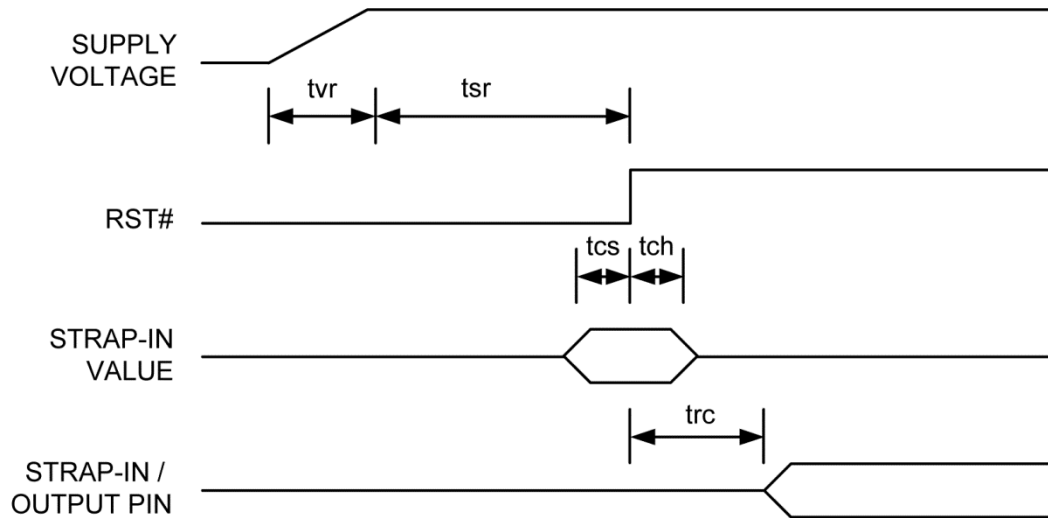 SUPPLY
VOLTAGE
tvr
tsr
RST#
tcs
tch
STRAP-IN
VALUE
trc
STRAP-IN /
OUTPUT PIN